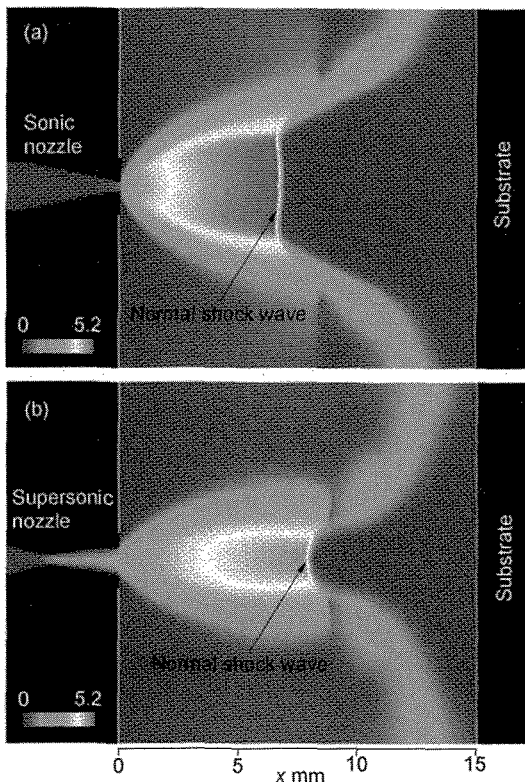 (a)
Sonic
nozzle
Substrate
Normal shock wave
0 5.2
(b)
Supersonic
nozzle
Substrate
Normal shock wave
0 5.2
0 5 10 15
x mm